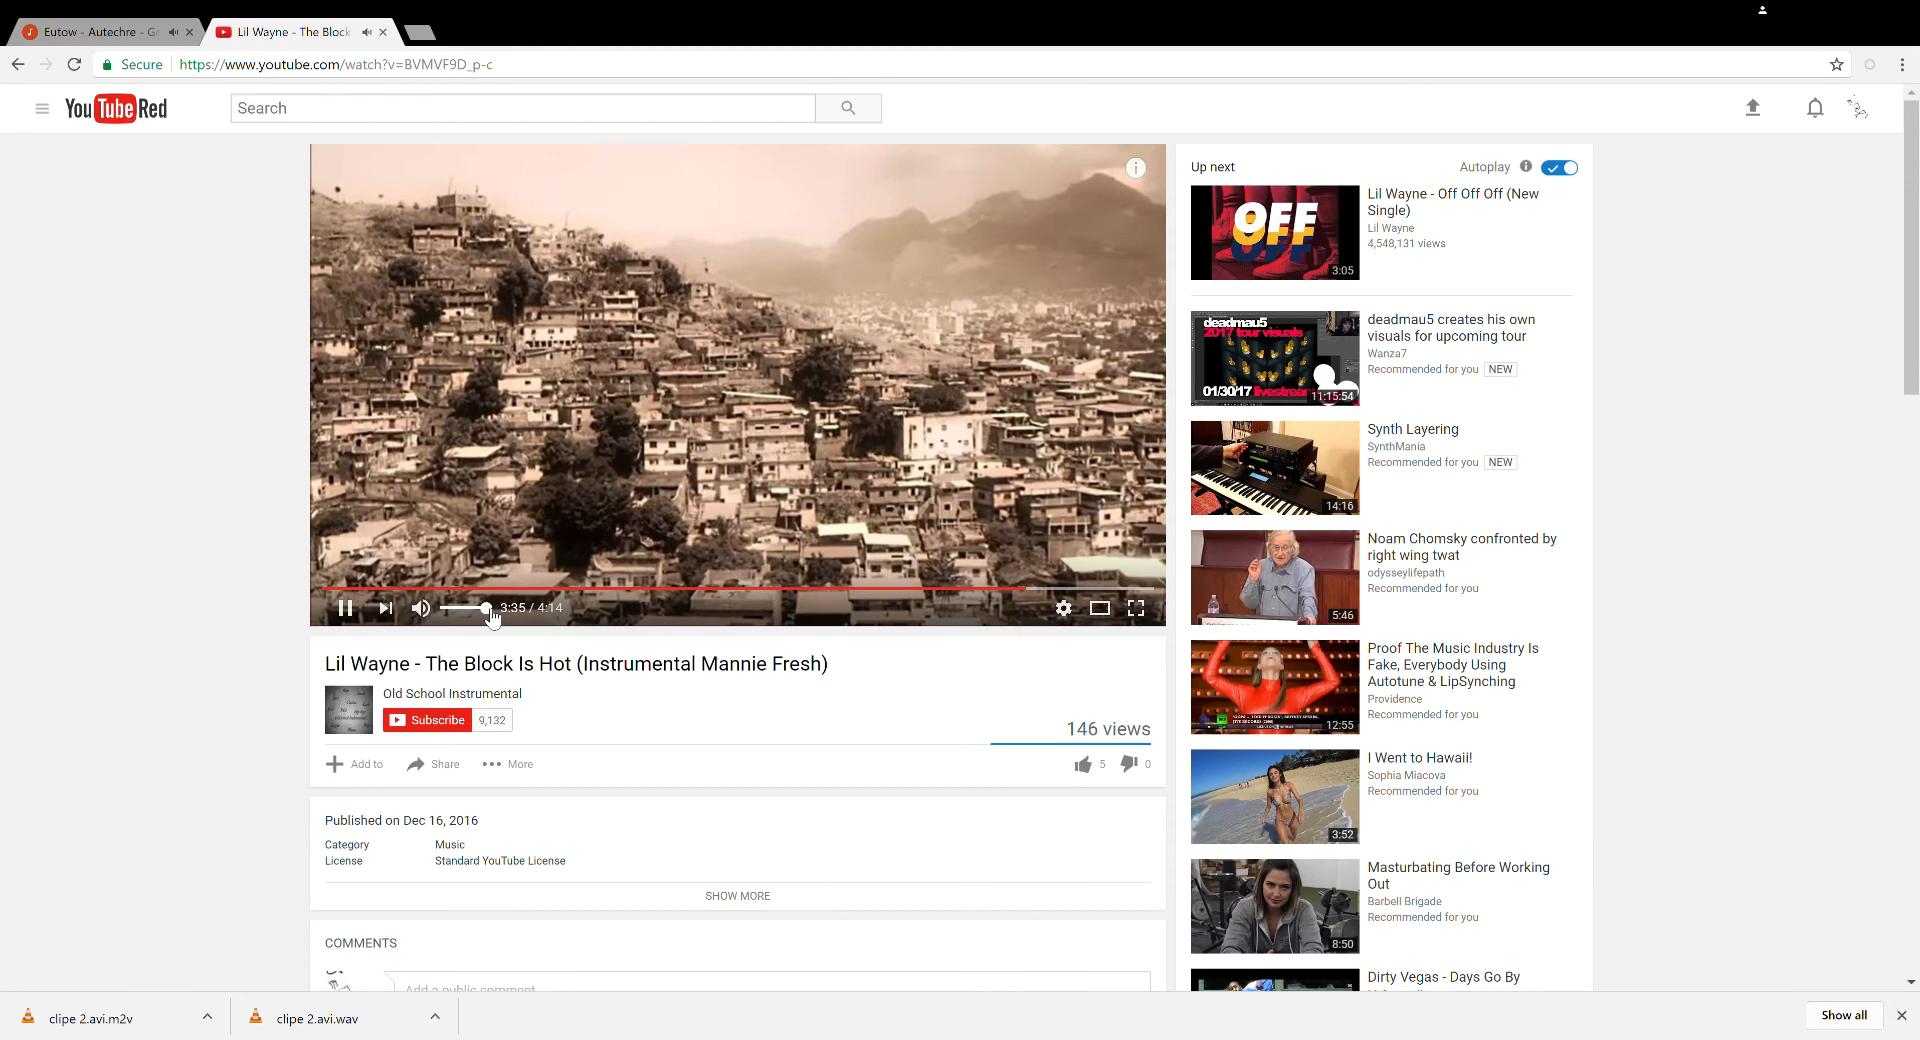 Eutow - Autechre - G
Lil Wayne - The Block
Secure
https://www.youtube.com/watch?v=BVMVF9D_p-c
YouTube Red
Search
3:35 / 4:14
Lil Wayne - The Block Is Hot (Instrumental Mannie Fresh)
Old School Instrumental
Subscribe 9,132
146 views
Add to Share More
5 0
Published on Dec 16, 2016
Category Music
License Standard YouTube License
SHOW MORE
COMMENTS
Add a public comment
Up next
Autoplay
OFF
3:05
Lil Wayne - Off Off Off (New
Single)
Lil Wayne
4,548,131 views
deadmau5
2017 tour visuals
01/30/17 livestream
11:15:54
deadmau5 creates his own
visuals for upcoming tour
Wanza7
Recommended for you NEW
14:16
Synth Layering
SynthMania
Recommended for you NEW
5:46
Noam Chomsky confronted by
right wing twat
odysseylifepath
Recommended for you
12:55
Proof The Music Industry Is
Fake, Everybody Using
Autotune & LipSynching
Providence
Recommended for you
3:52
I Went to Hawaii!
Sophia Miacova
Recommended for you
8:50
Masturbating Before Working
Out
Barbell Brigade
Recommended for you
Dirty Vegas - Days Go By
clipe 2.avi.m2v
clipe 2.avi.wav
Show all